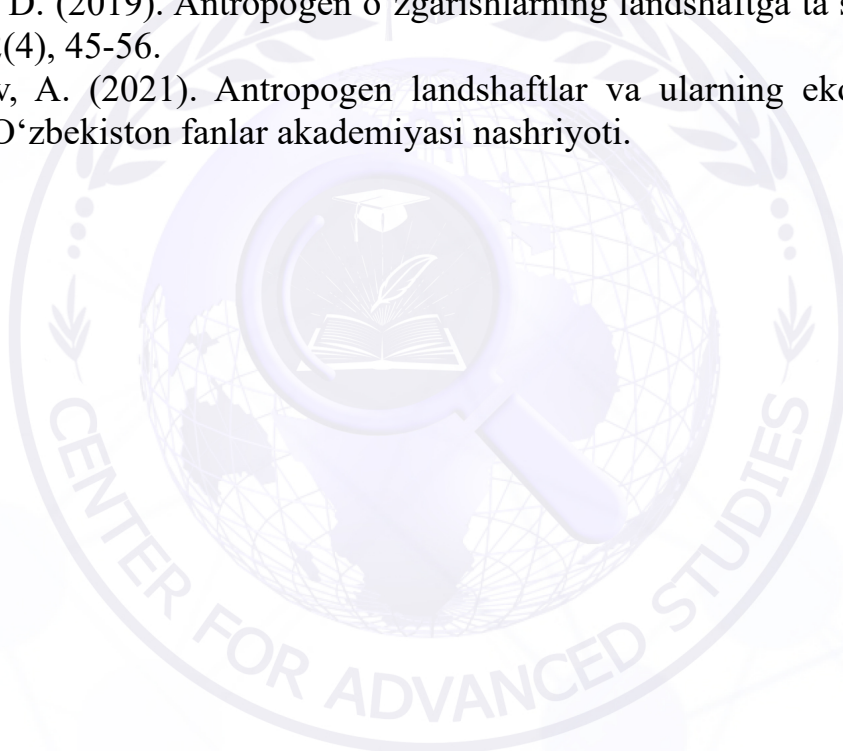 D. (2019). Antropogen o‘zgarishlarning landshaftga ta
(4), 45-56.
v, A. (2021). Antropogen landshaftlar va ularning
O‘zbekiston fanlar akademiyasi nashriyoti.
CENTER FOR ADVANCED STUDIES